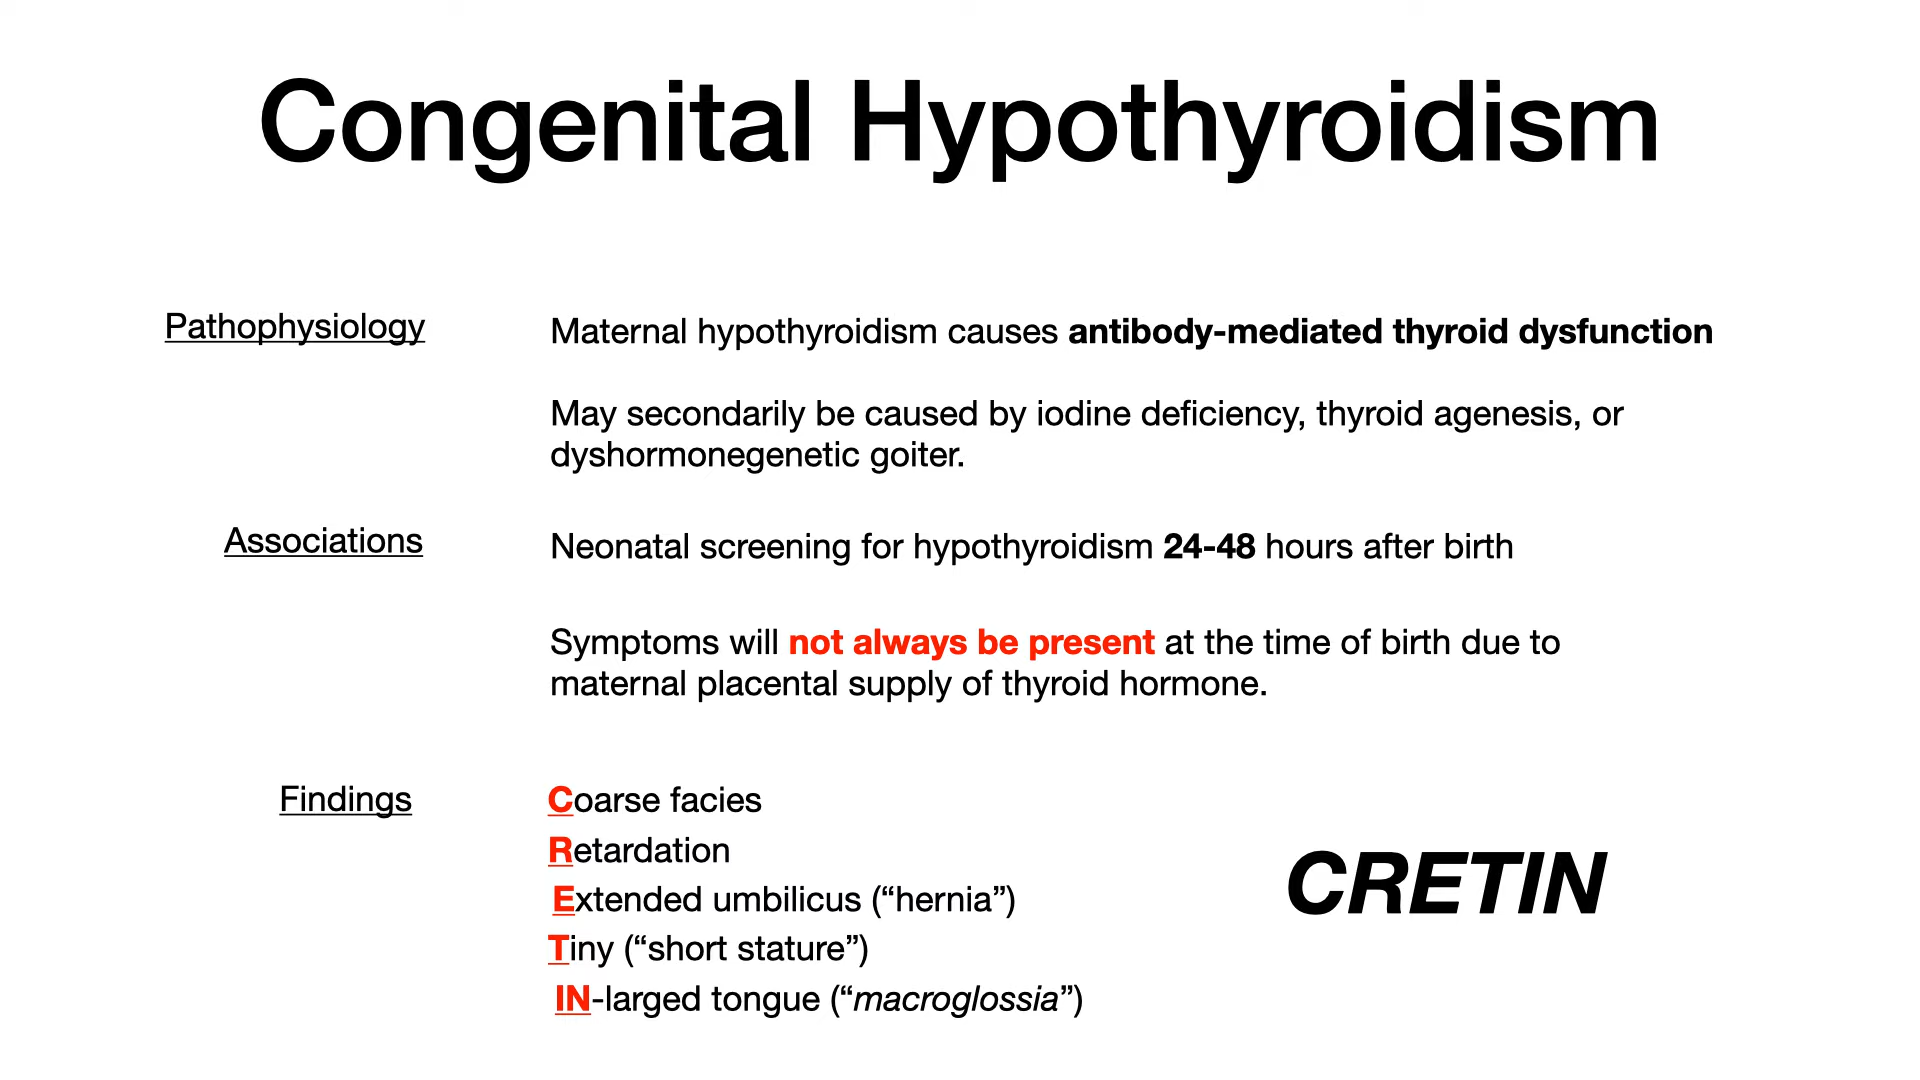 Congenital Hypothyroidism
Pathophysiology
Maternal hypothyroidism causes antibody-mediated thyroid dysfunction
May secondarily be caused by iodine deficiency, thyroid agenesis, or
dyshormonegenetic goiter.
Associations
Neonatal screening for hypothyroidism 24-48 hours after birth
Symptoms will not always be present at the time of birth due to
maternal placental supply of thyroid hormone.
Findings
Coarse facies
Retardation
Extended umbilicus (“hernia”)
Tiny (“short stature”)
IN-larged tongue (“macroglossia”)
CRETIN